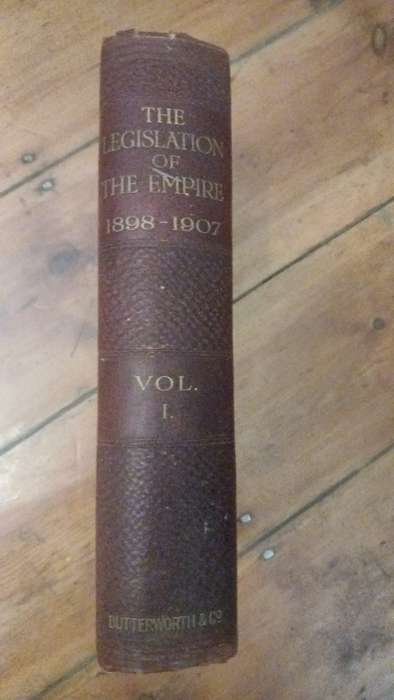 THE
LEGISLATION
OF
THE EMPIRE
1898-1907
VOL.
I.
BUTTERWORTH & Cº